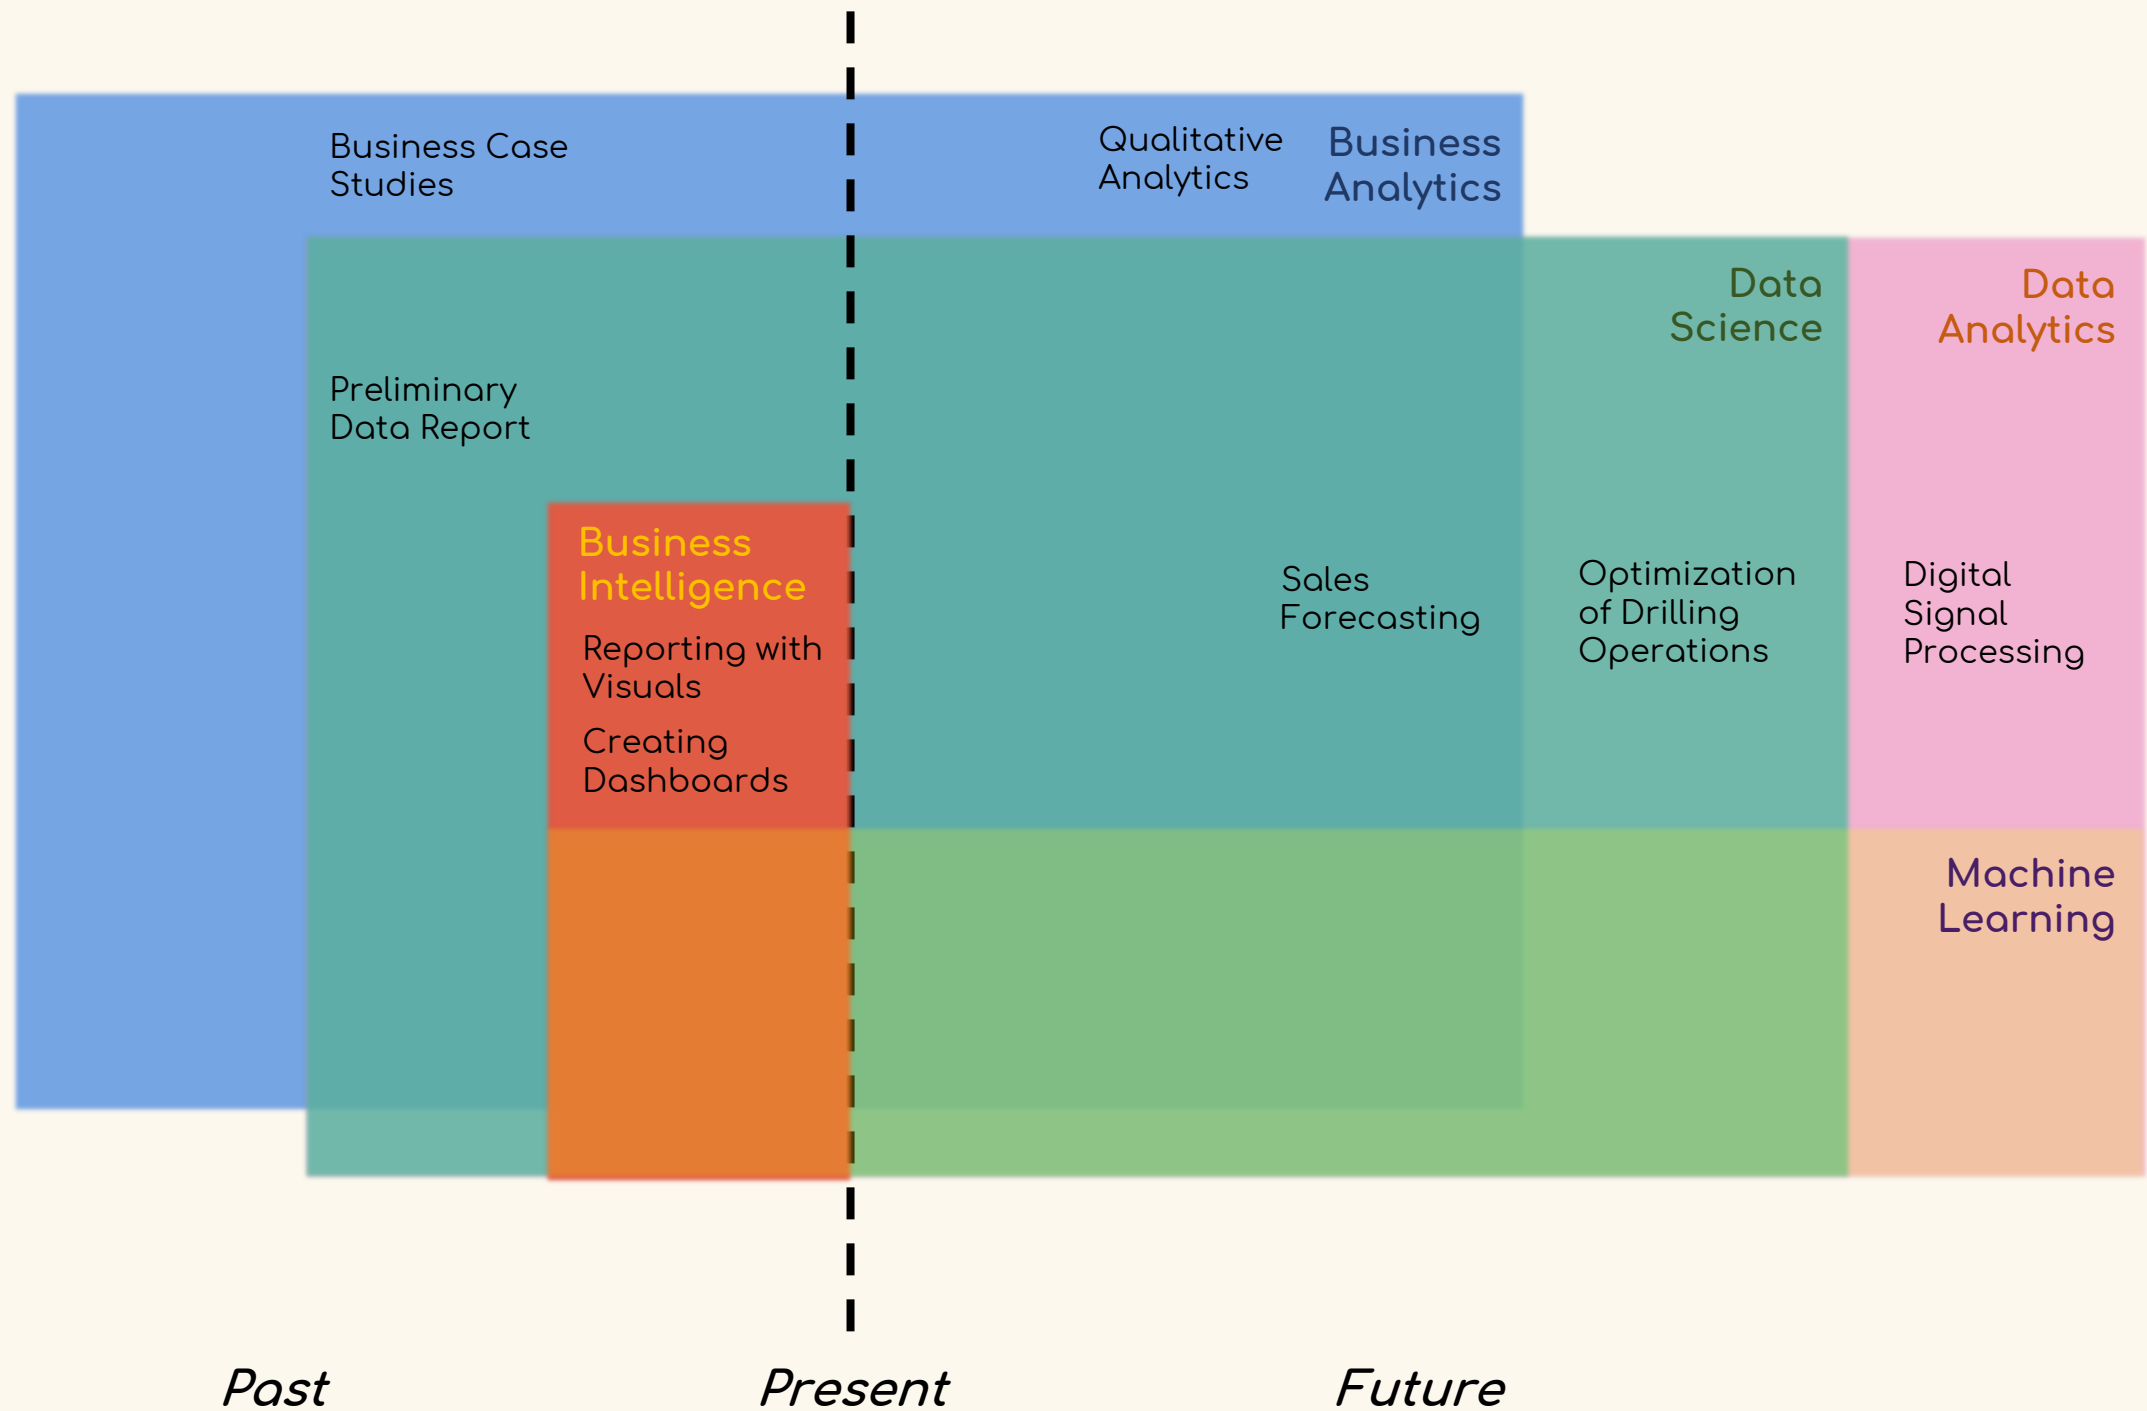 Business Case
Studies
Qualitative
Analytics
Business
Analytics
Data
Science
Data
Analytics
Preliminary
Data Report
Business
Intelligence
Reporting with
Visuals
Creating
Dashboards
Sales
Forecasting
Optimization
of Drilling
Operations
Digital
Signal
Processing
Machine
Learning
Past
Present
Future